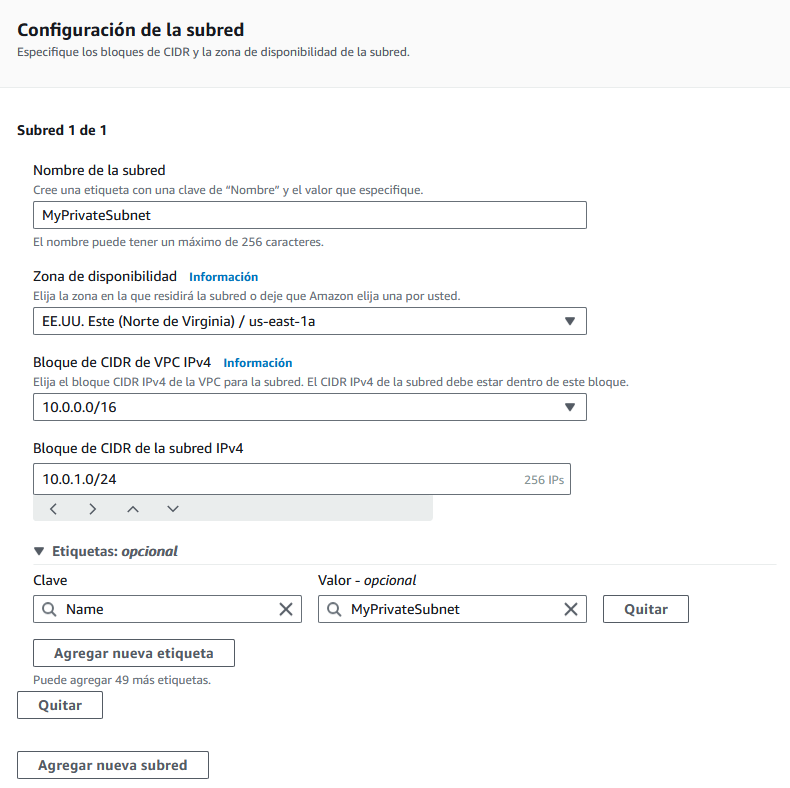 Configuración de la subred
Especifique los bloques de CIDR y la zona de disponibilidad de la subred.
Subred 1 de 1
Nombre de la subred
Cree una etiqueta con una clave de “Nombre” y el valor que especifique.
MyPrivateSubnet
El nombre puede tener un máximo de 256 caracteres.
Zona de disponibilidad Información
Elija la zona en la que residirá la subred o deje que Amazon elija una por usted.
EE.UU. Este (Norte de Virginia) / us-east-1a
Bloque de CIDR de VPC IPv4 Información
Elija el bloque CIDR IPv4 de la VPC para la subred. El CIDR IPv4 de la subred debe estar dentro de este bloque.
10.0.0.0/16
Bloque de CIDR de la subred IPv4
10.0.1.0/24 256 IPs
Etiquetas: opcional
Clave Valor - opcional
Name MyPrivateSubnet Quitar
Agregar nueva etiqueta
Puede agregar 49 más etiquetas.
Quitar
Agregar nueva subred